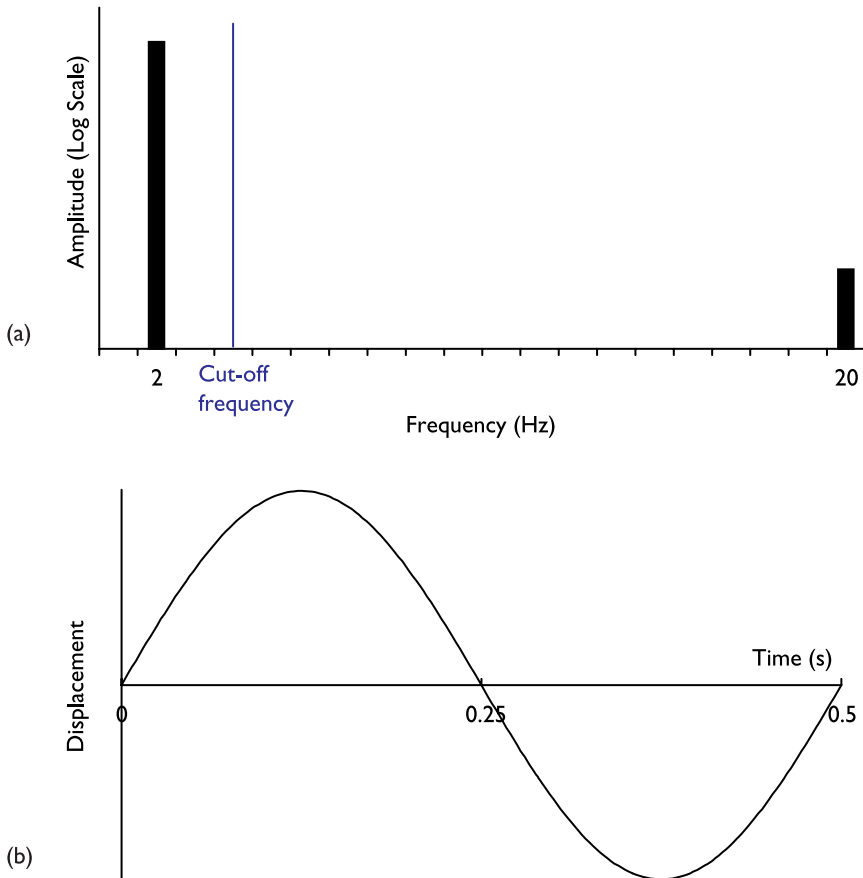 Amplitude (Log Scale)
(a)
2
Cut-off
frequency
20
Frequency (Hz)
Displacement
Time (s)
0
0.25
0.5
(b)